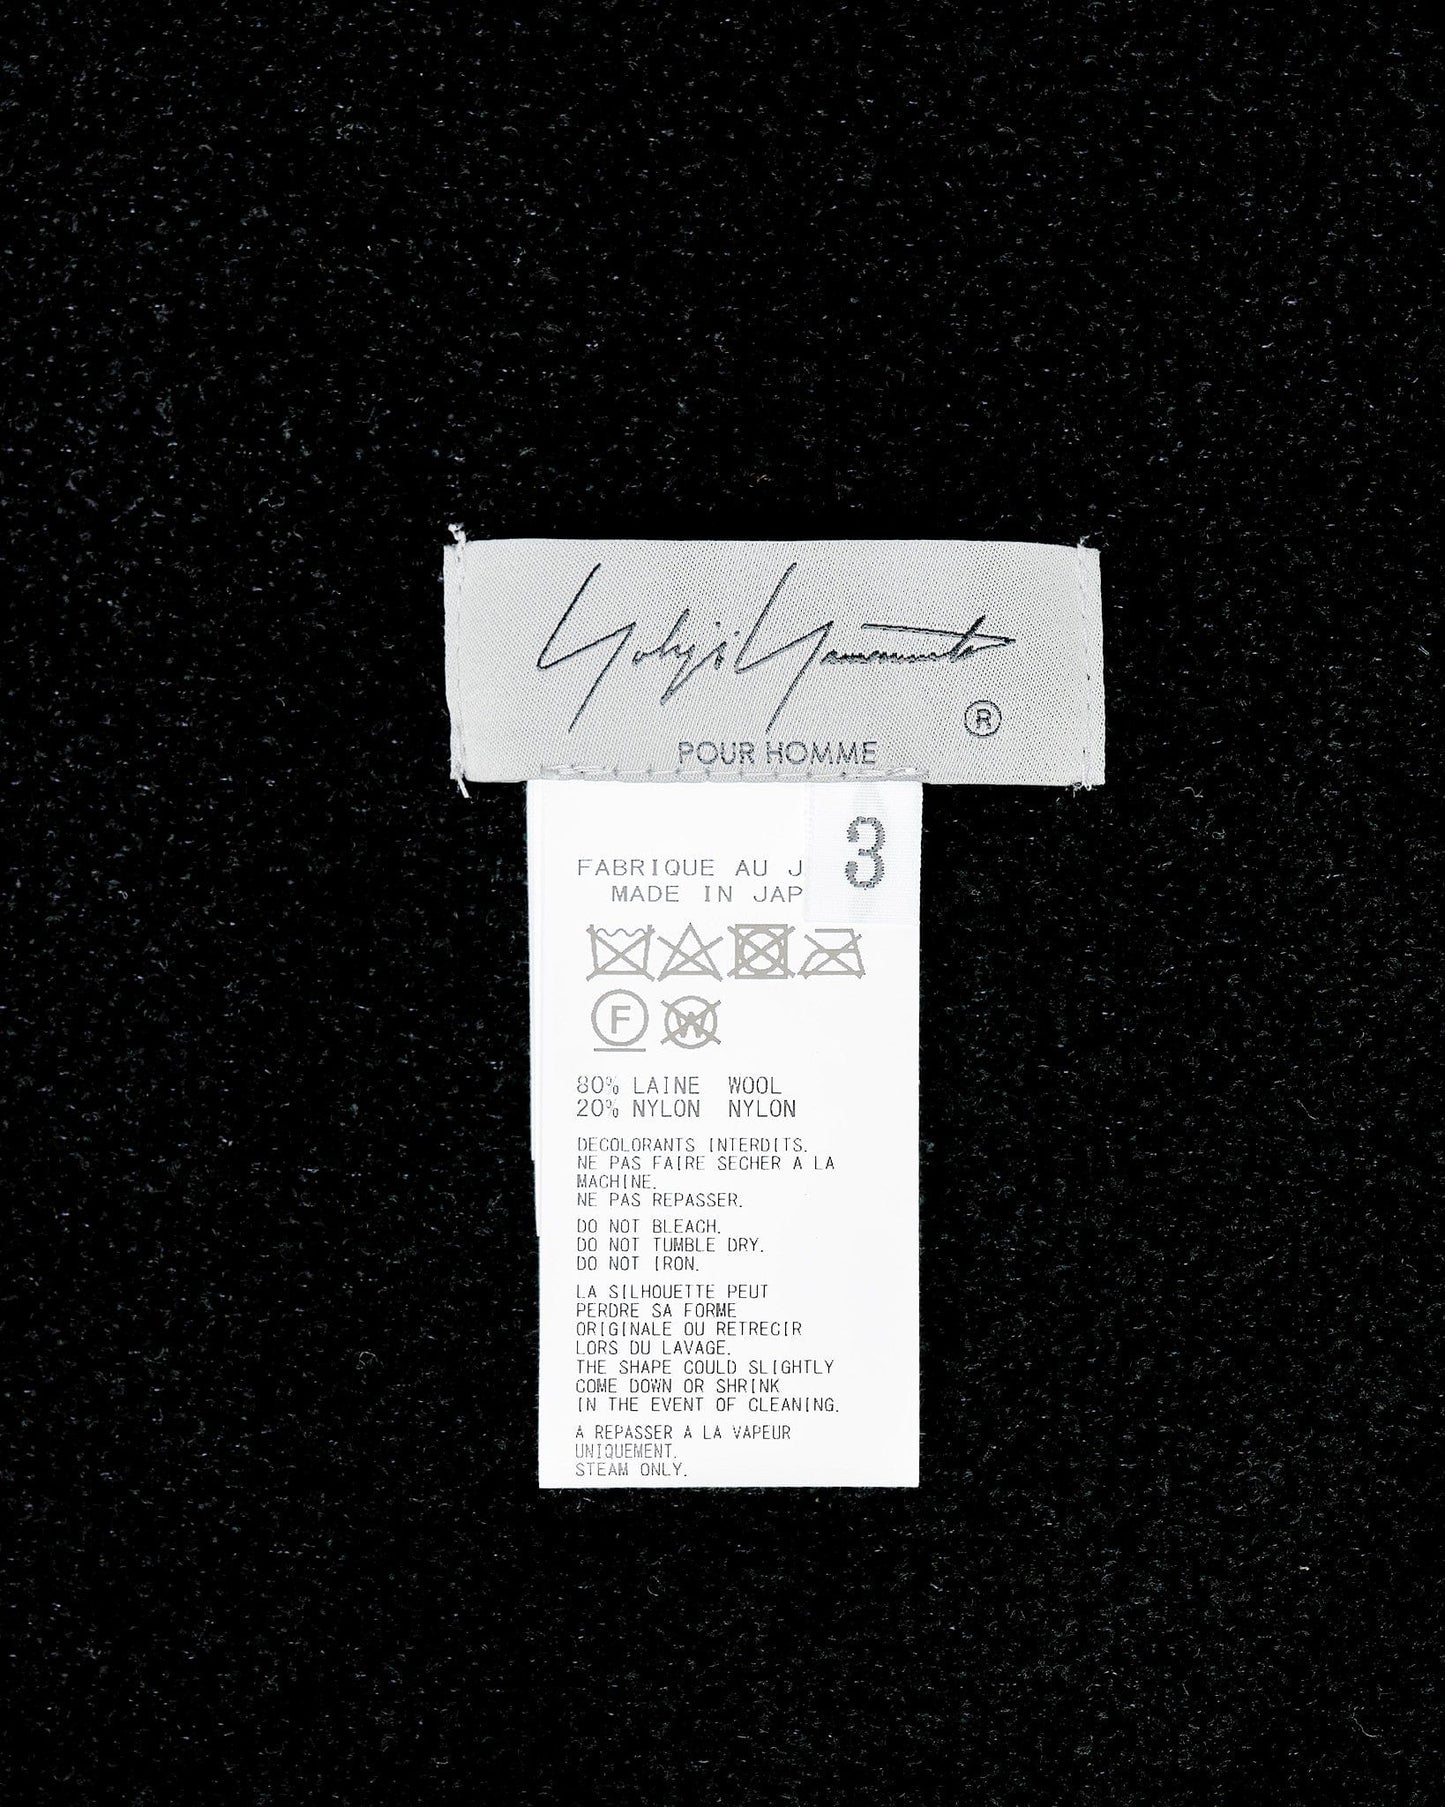 Yohji Yamamoto
®
POUR HOMME
3
FABRIQUE AU J
MADE IN JAP
F
W
80% LAINE WOOL
20% NYLON NYLON
DECOLORANTS INTERDITS.
NE PAS FAIRE SECHER A LA
MACHINE.
NE PAS REPASSER.
DO NOT BLEACH.
DO NOT TUMBLE DRY.
DO NOT IRON.
LA SILHOUETTE PEUT
PERDRE SA FORME
ORIGINALE OU RETRECIR
LORS DU LAVAGE.
THE SHAPE COULD SLIGHTLY
COME DOWN OR SHRINK
IN THE EVENT OF CLEANING.
A REPASSER A LA VAPEUR
UNIQUEMENT.
STEAM ONLY.